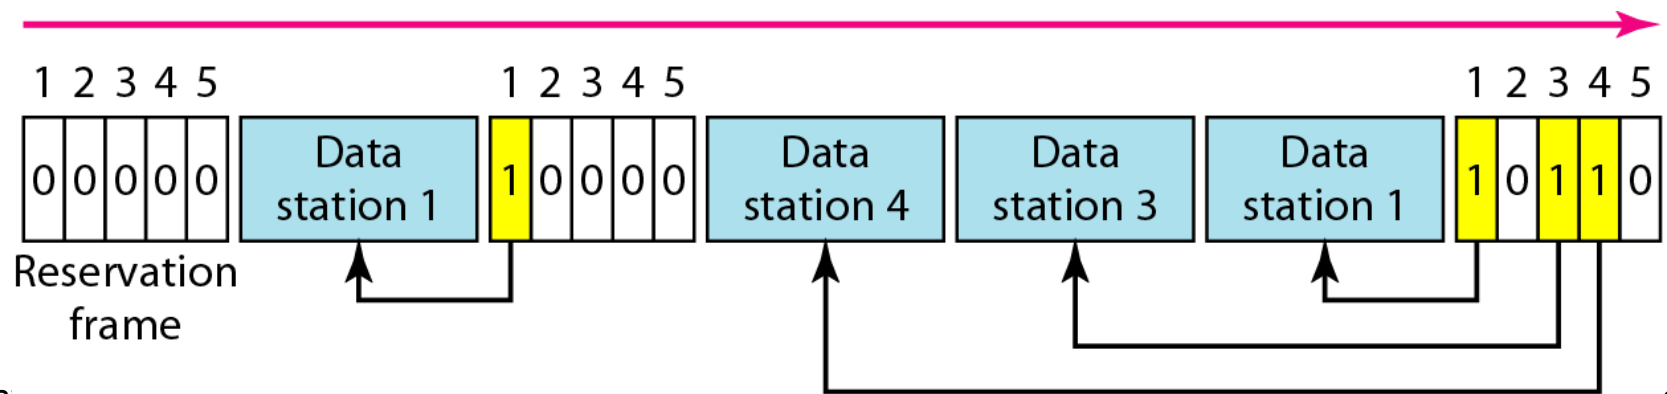 1 2 3 4 5 1 2 3 4 5 1 2 3 4 5
0 0 0 0 0 Data station 1 1 0 0 0 0 Data station 4 Data station 3 Data station 1 1 0 1 1 0
Reservation
frame